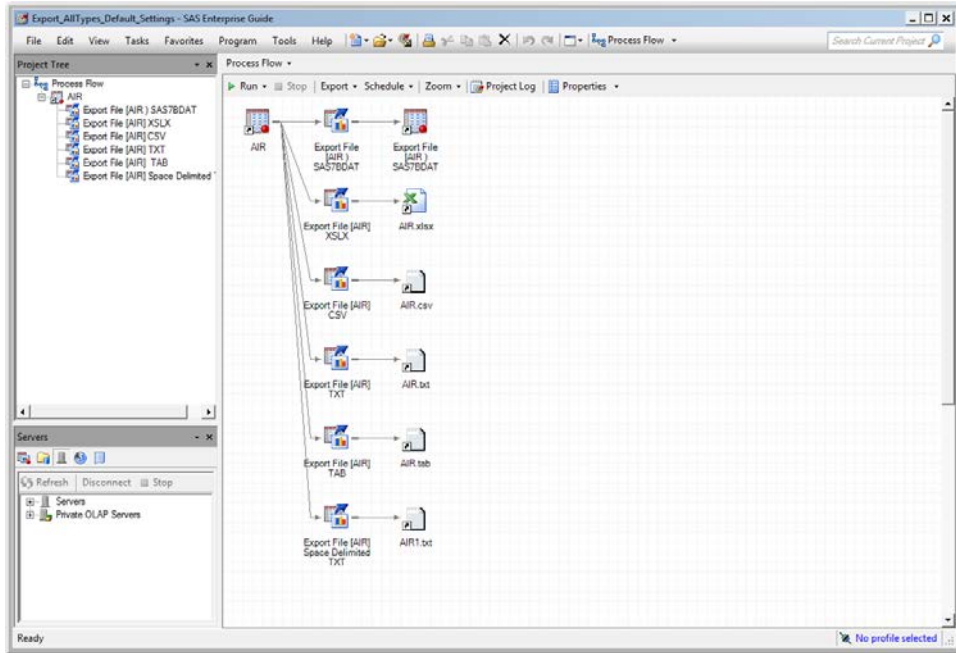 Export_AllTypes_Default_Settings - SAS Enterprise Guide
File Edit View Tasks Favorites Program Tools Help Process Flow
Search Current Project
Project Tree
Process Flow
AIR
Export File [AIR ) SAS7BDAT
Export File [AIR] XSLX
Export File [AIR] CSV
Export File [AIR] TXT
Export File [AIR] TAB
Export File [AIR] Space Delimited
Process Flow
Run Stop Export Schedule Zoom Project Log Properties
AIR
Export File
[AIR )
SAS7BDAT
Export File
[AIR )
SAS7BDAT
Export File [AIR]
XSLX
AIR.xlsx
Export File [AIR]
CSV
AIR.csv
Export File [AIR]
TXT
AIR.txt
Export File [AIR]
TAB
AIR.tab
Export File [AIR]
Space Delimited
TXT
AIR1.txt
Servers
Refresh Disconnect Stop
Servers
Private OLAP Servers
Ready
No profile selected